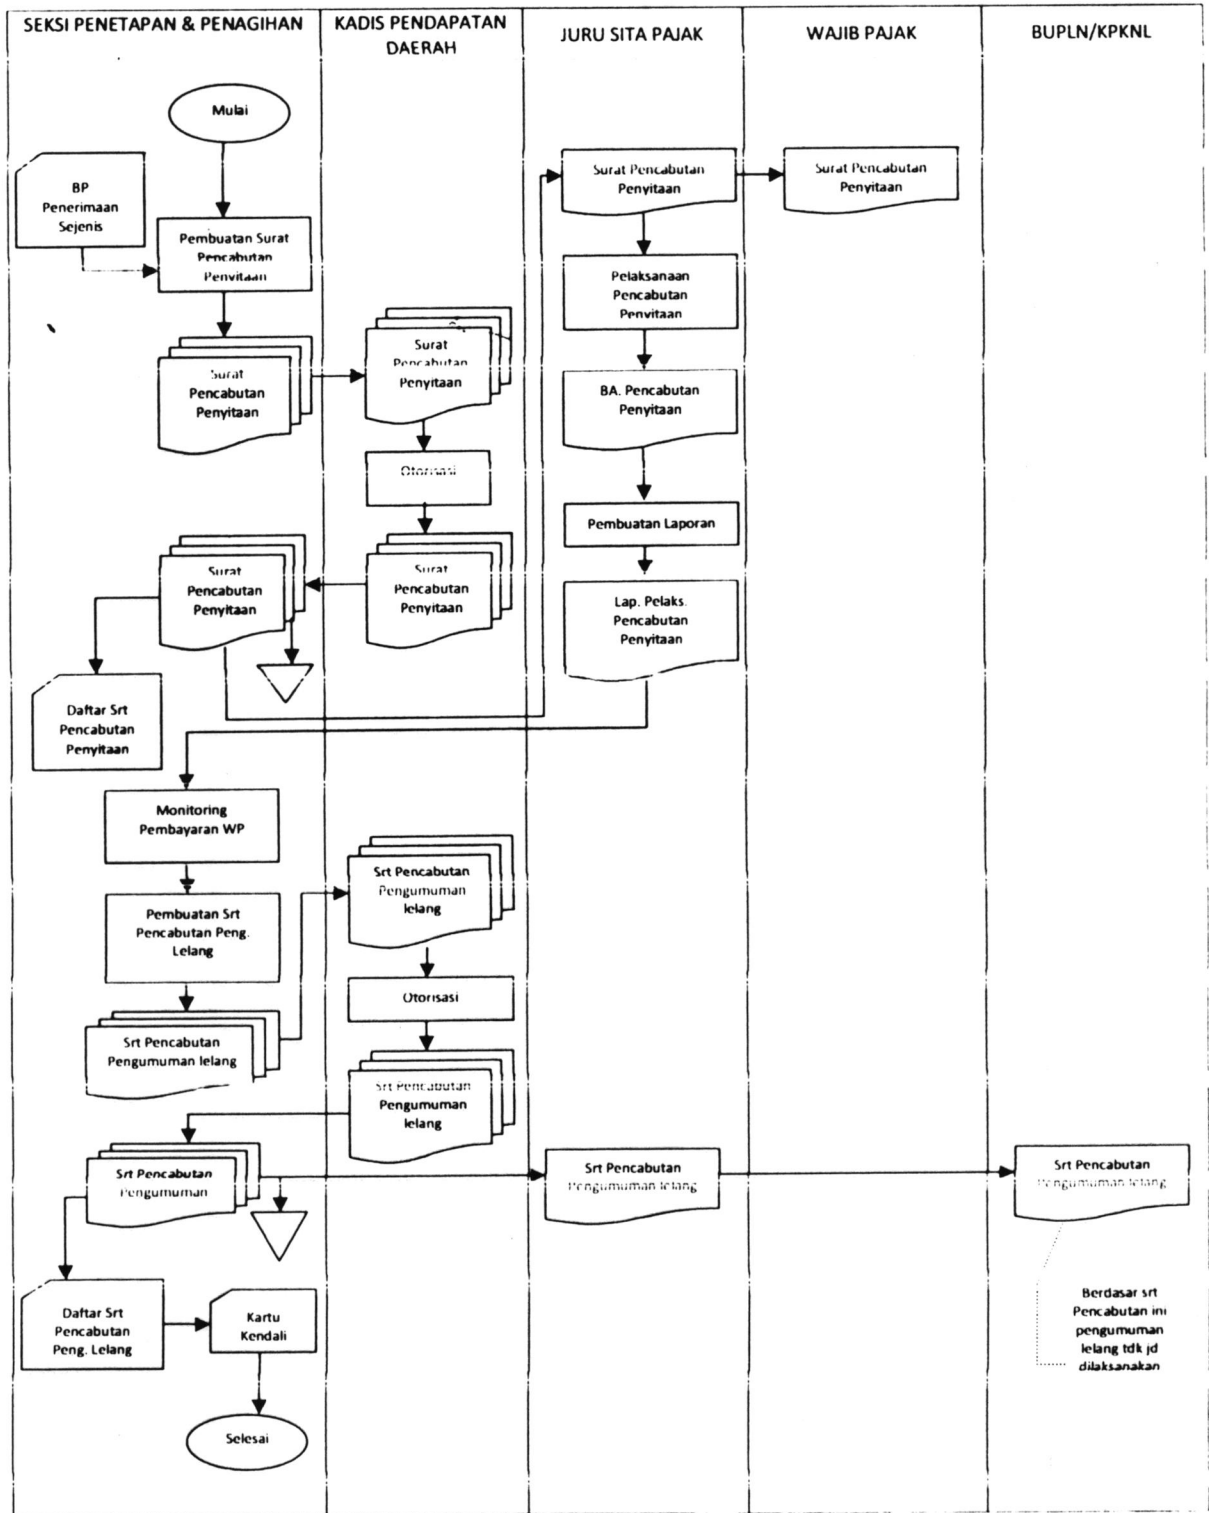 SEKSI PENETAPAN & PENAGIHAN
KADIS PENDAPATAN
DAERAH
JURU SITA PAJAK
WAJIB PAJAK
BUPLN/KPKNL
Mulai
BP
Penerimaan
Sejenis
Pembuatan Surat
Pencabutan
Penyitaan
Surat
Pencabutan
Penyitaan
Surat
Pencabutan
Penyitaan
Otorisasi
Surat
Pencabutan
Penyitaan
Surat
Pencabutan
Penyitaan
Daftar Srt
Pencabutan
Penyitaan
Surat Pencabutan
Penyitaan
Surat Pencabutan
Penyitaan
Pelaksanaan
Pencabutan
Penyitaan
BA. Pencabutan
Penyitaan
Pembuatan Laporan
Lap. Pelaks.
Pencabutan
Penyitaan
Monitoring
Pembayaran WP
Pembuatan Srt
Pencabutan Peng.
Lelang
Srt Pencabutan
Pengumuman lelang
Srt Pencabutan
Pengumuman
lelang
Otorisasi
Srt Pencabutan
Pengumuman
lelang
Srt Pencabutan
Pengumuman
Srt Pencabutan
Pengumuman lelang
Srt Pencabutan
Pengumuman lelang
Daftar Srt
Pencabutan
Peng. Lelang
Kartu
Kendali
Selesai
Berdasar srt
Pencabutan ini
pengumuman
lelang tdk jd
dilaksanakan